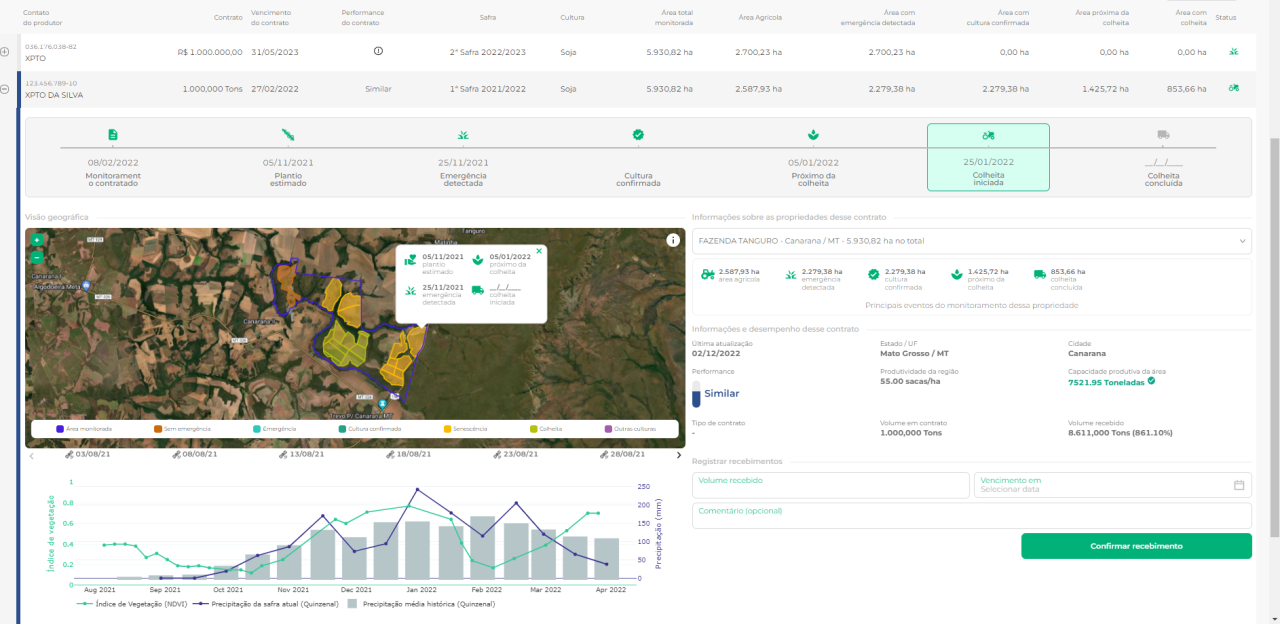 Contato
do produtor
Contrato
Vencimento
do contrato
Performance
do contrato
Safra
Cultura
Área total
monitorada
Área Agrícola
Área com
emergência detectada
Área com
cultura confirmada
Área próxima da
colheita
Área com
colheita
Status
036.176.038-82
XPTO
R$ 1.000.000,00
31/05/2023
2ª Safra 2022/2023
Soja
5.930,82 ha
2.700,23 ha
2.700,23 ha
0,00 ha
0,00 ha
0,00 ha
123.456.789-10
XPTO DA SILVA
1.000,000 Tons
27/02/2022
Similar
1ª Safra 2021/2022
Soja
5.930,82 ha
2.587,93 ha
2.279,38 ha
2.279,38 ha
1.425,72 ha
853,66 ha
08/02/2022
Monitorament
o contratado
05/11/2021
Plantio
estimado
25/11/2021
Emergência
detectada
Cultura
confirmada
05/01/2022
Próximo da
colheita
25/01/2022
Colheita
iniciada
__/__/____
Colheita
concluída
Visão geográfica
Tanguro
Matinha
MT 326
Canarana I
Algodoeira Meta
MT 326
Canarana II
MT 326
MT 326
Trevo P/ Canarana MT
05/11/2021
plantio
estimado
05/01/2022
próximo da
colheita
25/11/2021
emergência
detectada
__/__/____
colheita
iniciada
Área monitorada
Sem emergência
Emergência
Cultura confirmada
Senescência
Colheita
Outras culturas
03/08/21
08/08/21
13/08/21
18/08/21
23/08/21
28/08/21
Índice de vegetação
1
0.8
0.6
0.4
0.2
0
250
200
150
100
50
0
Precipitação (mm)
Aug 2021
Sep 2021
Oct 2021
Nov 2021
Dec 2021
Jan 2022
Feb 2022
Mar 2022
Apr 2022
Índice de Vegetação (NDVI)
Precipitação da safra atual (Quinzenal)
Precipitação média histórica (Quinzenal)
Informações sobre as propriedades desse contrato
FAZENDA TANGURO - Canarana / MT - 5.930,82 ha no total
2.587,93 ha
área agrícola
2.279,38 ha
emergência
detectada
2.279,38 ha
cultura
confirmada
1.425,72 ha
próximo da
colheita
853,66 ha
colheita
concluída
Principais eventos do monitoramento dessa propriedade
Informações e desempenho desse contrato
Última atualização
02/12/2022
Estado / UF
Mato Grosso / MT
Cidade
Canarana
Performance
Similar
Produtividade da região
55.00 sacas/ha
Capacidade produtiva da área
7521.95 Toneladas
Tipo de contrato
-
Volume em contrato
1.000,000 Tons
Volume recebido
8.611,000 Tons (861.10%)
Registrar recebimentos
Volume recebido
Vencimento em
Selecionar data
Comentário (opcional)
Confirmar recebimento